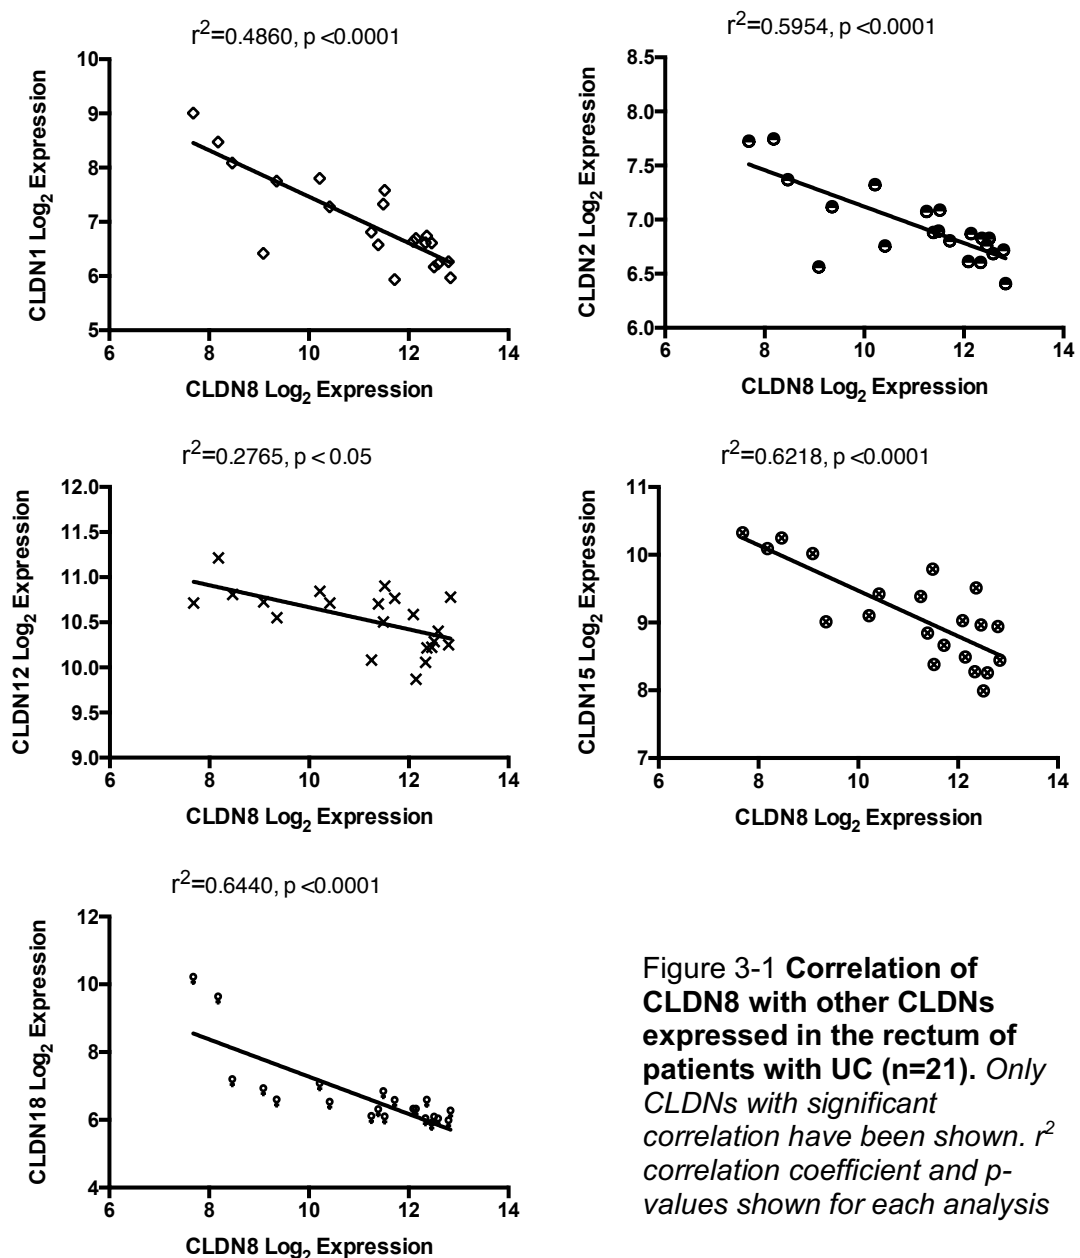 r²=0.4860, p <0.0001
10
9
8
7
6
5
CLDN1 Log₂ Expression
6 8 10 12 14
CLDN8 Log₂ Expression
r²=0.5954, p <0.0001
8.5
8.0
7.5
7.0
6.5
6.0
CLDN2 Log₂ Expression
6 8 10 12 14
CLDN8 Log₂ Expression
r²=0.2765, p < 0.05
12.0
11.5
11.0
10.5
10.0
9.5
9.0
CLDN12 Log₂ Expression
6 8 10 12 14
CLDN8 Log₂ Expression
r²=0.6218, p <0.0001
11
10
9
8
7
CLDN15 Log₂ Expression
6 8 10 12 14
CLDN8 Log₂ Expression
r²=0.6440, p <0.0001
12
10
8
6
4
CLDN18 Log₂ Expression
6 8 10 12 14
CLDN8 Log₂ Expression
Figure 3-1 Correlation of
CLDN8 with other CLDNs
expressed in the rectum of
patients with UC (n=21). Only
CLDNs with significant
correlation have been shown. r²
correlation coefficient and p-
values shown for each analysis